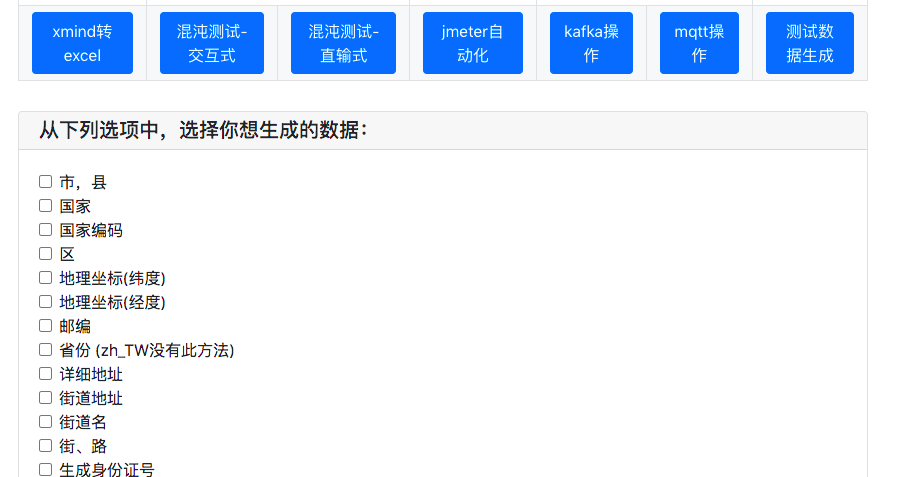 xmind转
excel
混沌测试-
交互式
混沌测试-
直输式
jmeter自
动化
kafka操
作
mqtt操
作
测试数
据生成
从下列选项中，选择你想生成的数据：
市，县
国家
国家编码
区
地理坐标(纬度)
地理坐标(经度)
邮编
省份 (zh_TW没有此方法)
详细地址
街道地址
街道名
街、路
生成身份证号